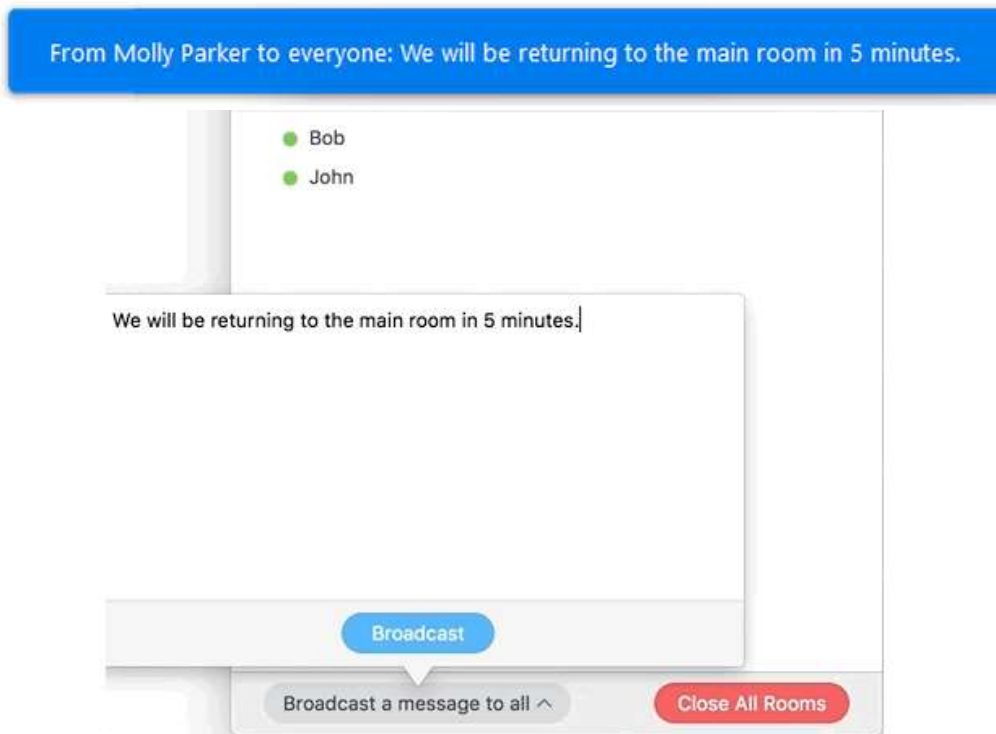 From Molly Parker to everyone: We will be returning to the main room in 5 minutes.
Bob
John
We will be returning to the main room in 5 minutes.
Broadcast
Broadcast a message to all
Close All Rooms